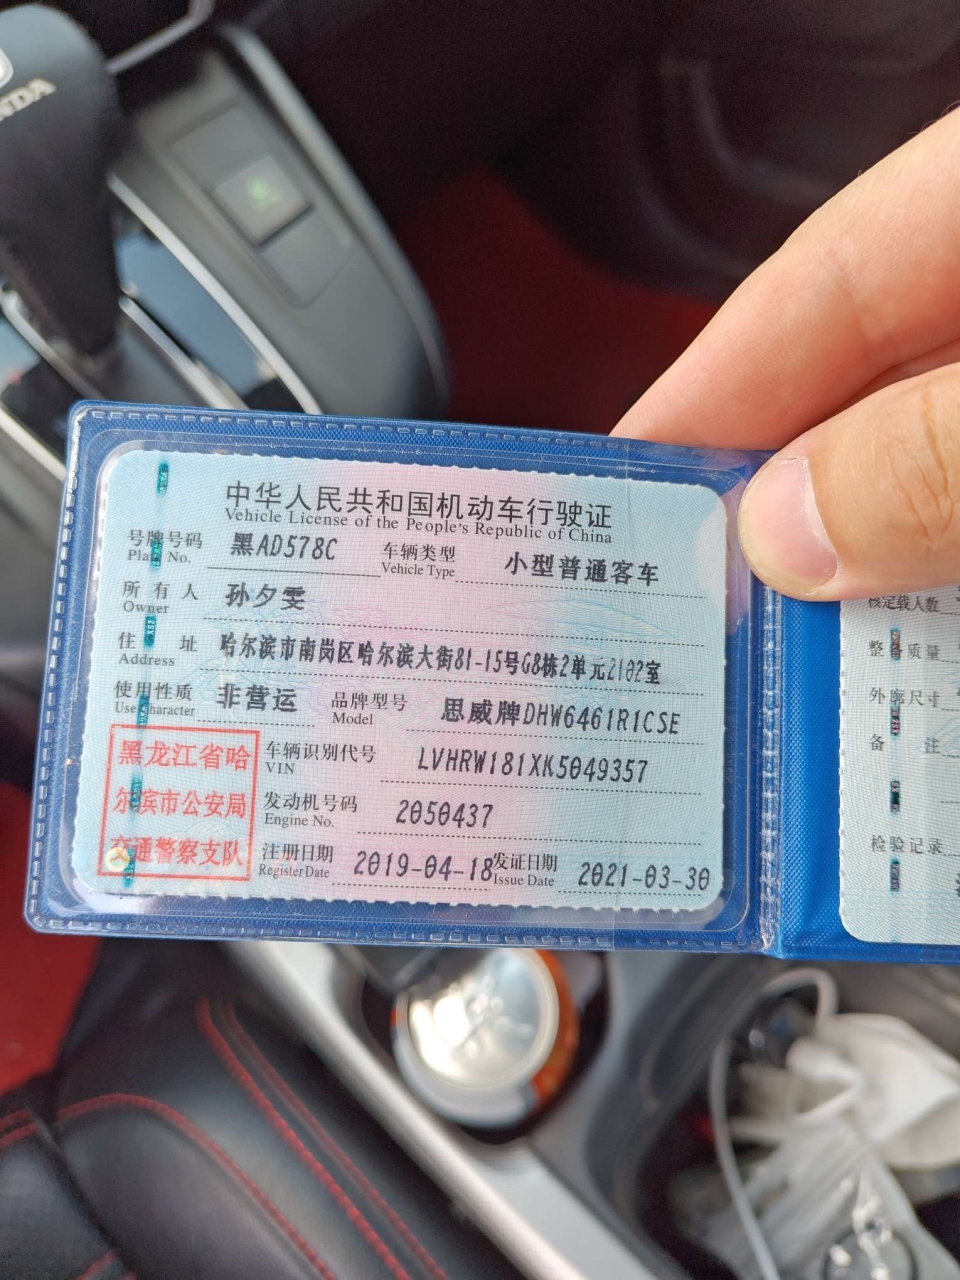 NDA
中华人民共和国机动车行驶证
Vehicle License of the People's Republic of China
号牌号码 黑AD578C 车辆类型 小型普通客车
Plate No. Vehicle Type
所有人 孙夕雯
Owner
住址 哈尔滨市南岗区哈尔滨大街81-15号G8栋2单元2102室
Address
使用性质 非营运 品牌型号 思威牌DHW6461R1CSE
Use Character Model
黑龙江省哈
尔滨市公安局
交通警察支队
车辆识别代号 LVHRW181XK5049357
VIN
发动机号码 2050437
Engine No.
注册日期 2019-04-18 发证日期 2021-03-30
Register Date Issue Date
核定载人数
整备质量
外廓尺寸
备注
检验记录